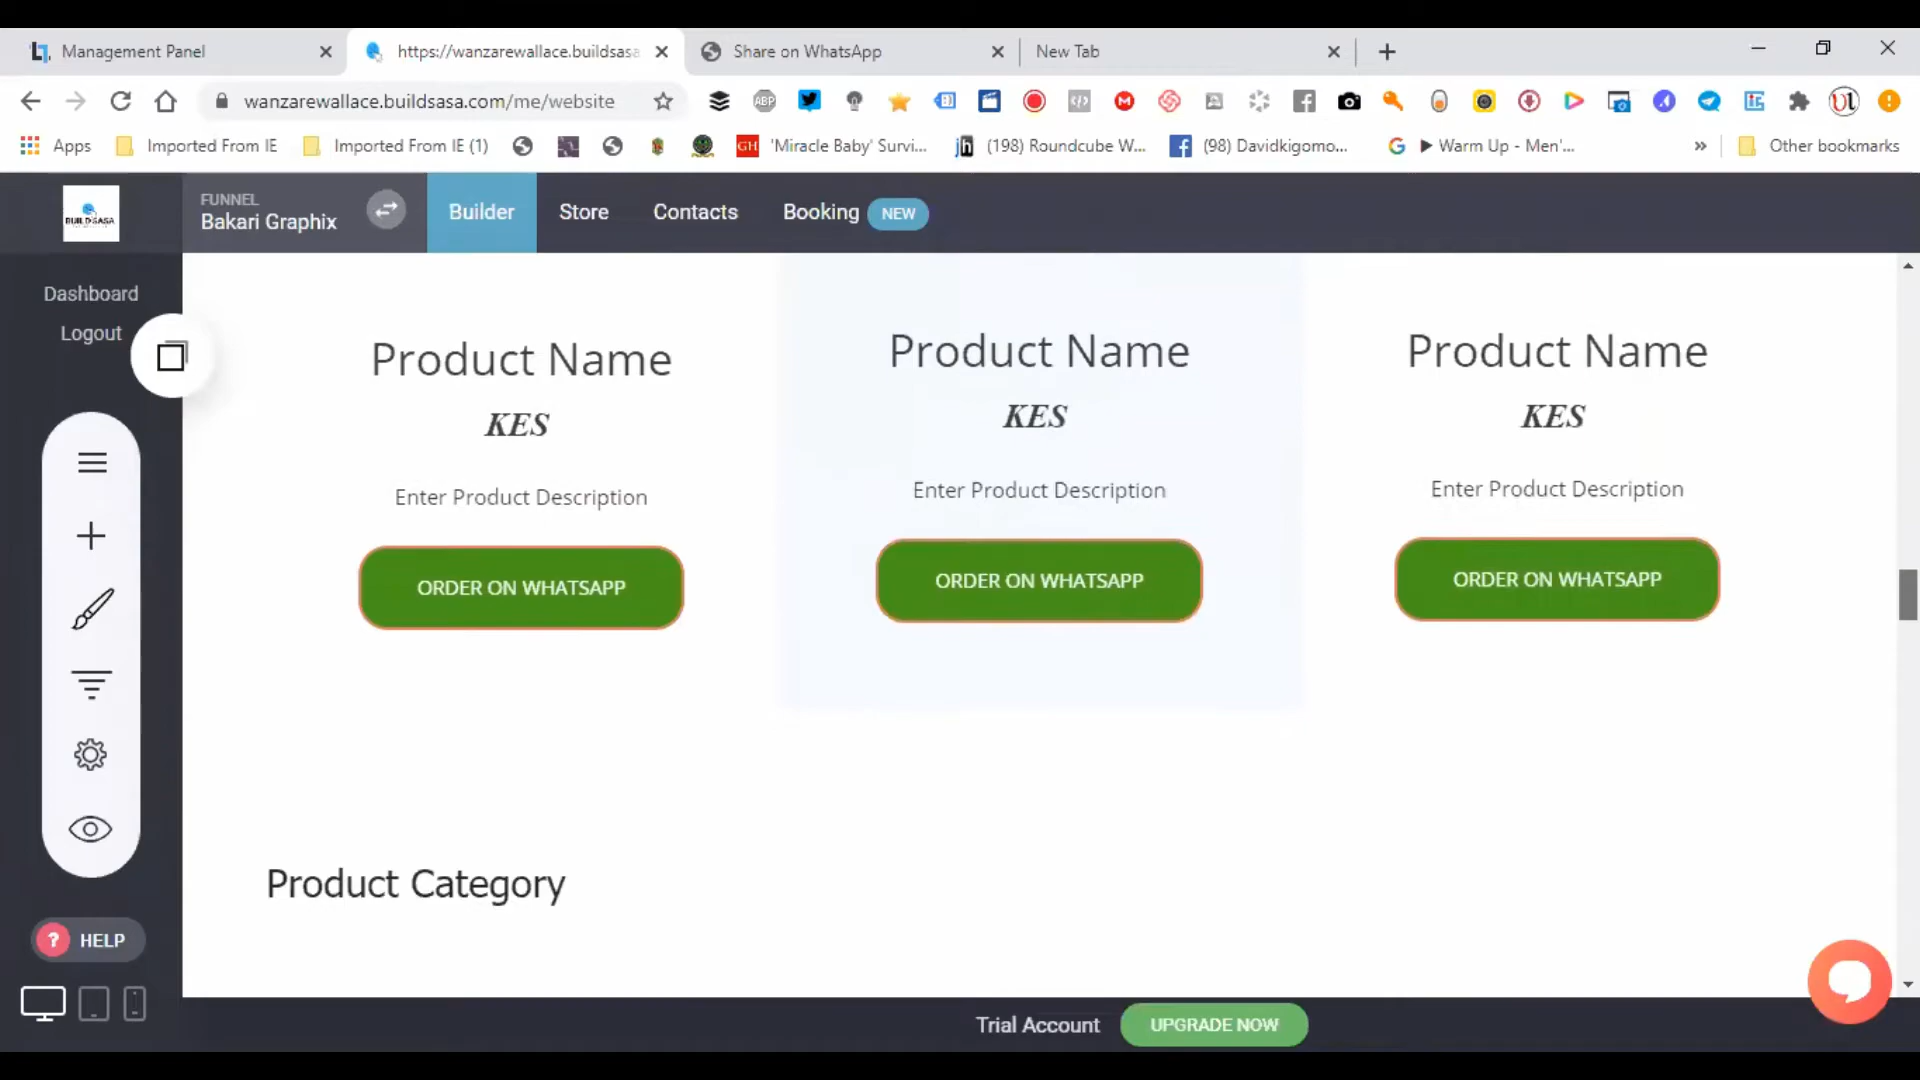 Management Panel
https://wanzarewallace.buildsasa
Share on WhatsApp
New Tab
wanzarewallace.buildsasa.com/me/website
ABP
Apps
Imported From IE
Imported From IE (1)
GH
'Miracle Baby' Survi...
jh
(198) Roundcube W...
(98) Davidkigomo...
Warm Up - Men'...
Other bookmarks
BUILDSASA
FUNNEL
Bakari Graphix
Builder
Store
Contacts
Booking
NEW
Dashboard
Logout
Product Name
Product Name
Product Name
KES
KES
KES
Enter Product Description
Enter Product Description
Enter Product Description
ORDER ON WHATSAPP
ORDER ON WHATSAPP
ORDER ON WHATSAPP
Product Category
? HELP
Trial Account
UPGRADE NOW